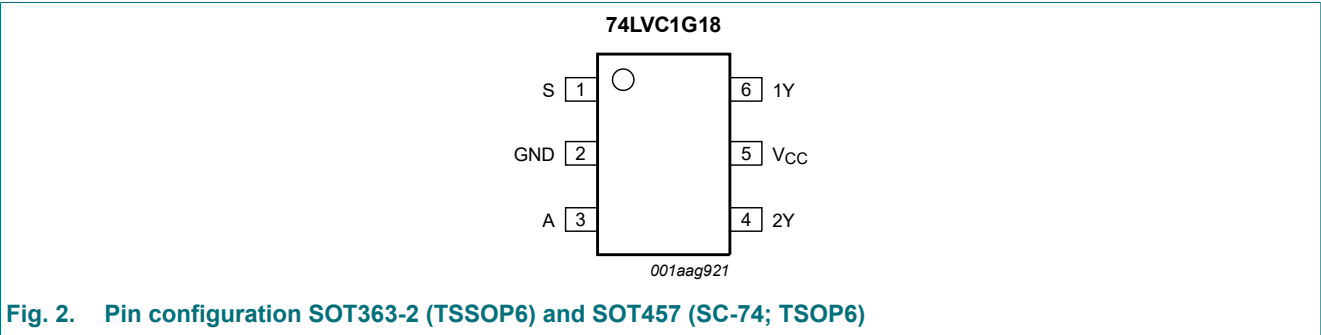 74LVC1G18
S 1 6 1Y
GND 2 5 VCC
A 3 4 2Y
001aag921
Fig. 2. Pin configuration SOT363-2 (TSSOP6) and SOT457 (SC-74; TSOP6)